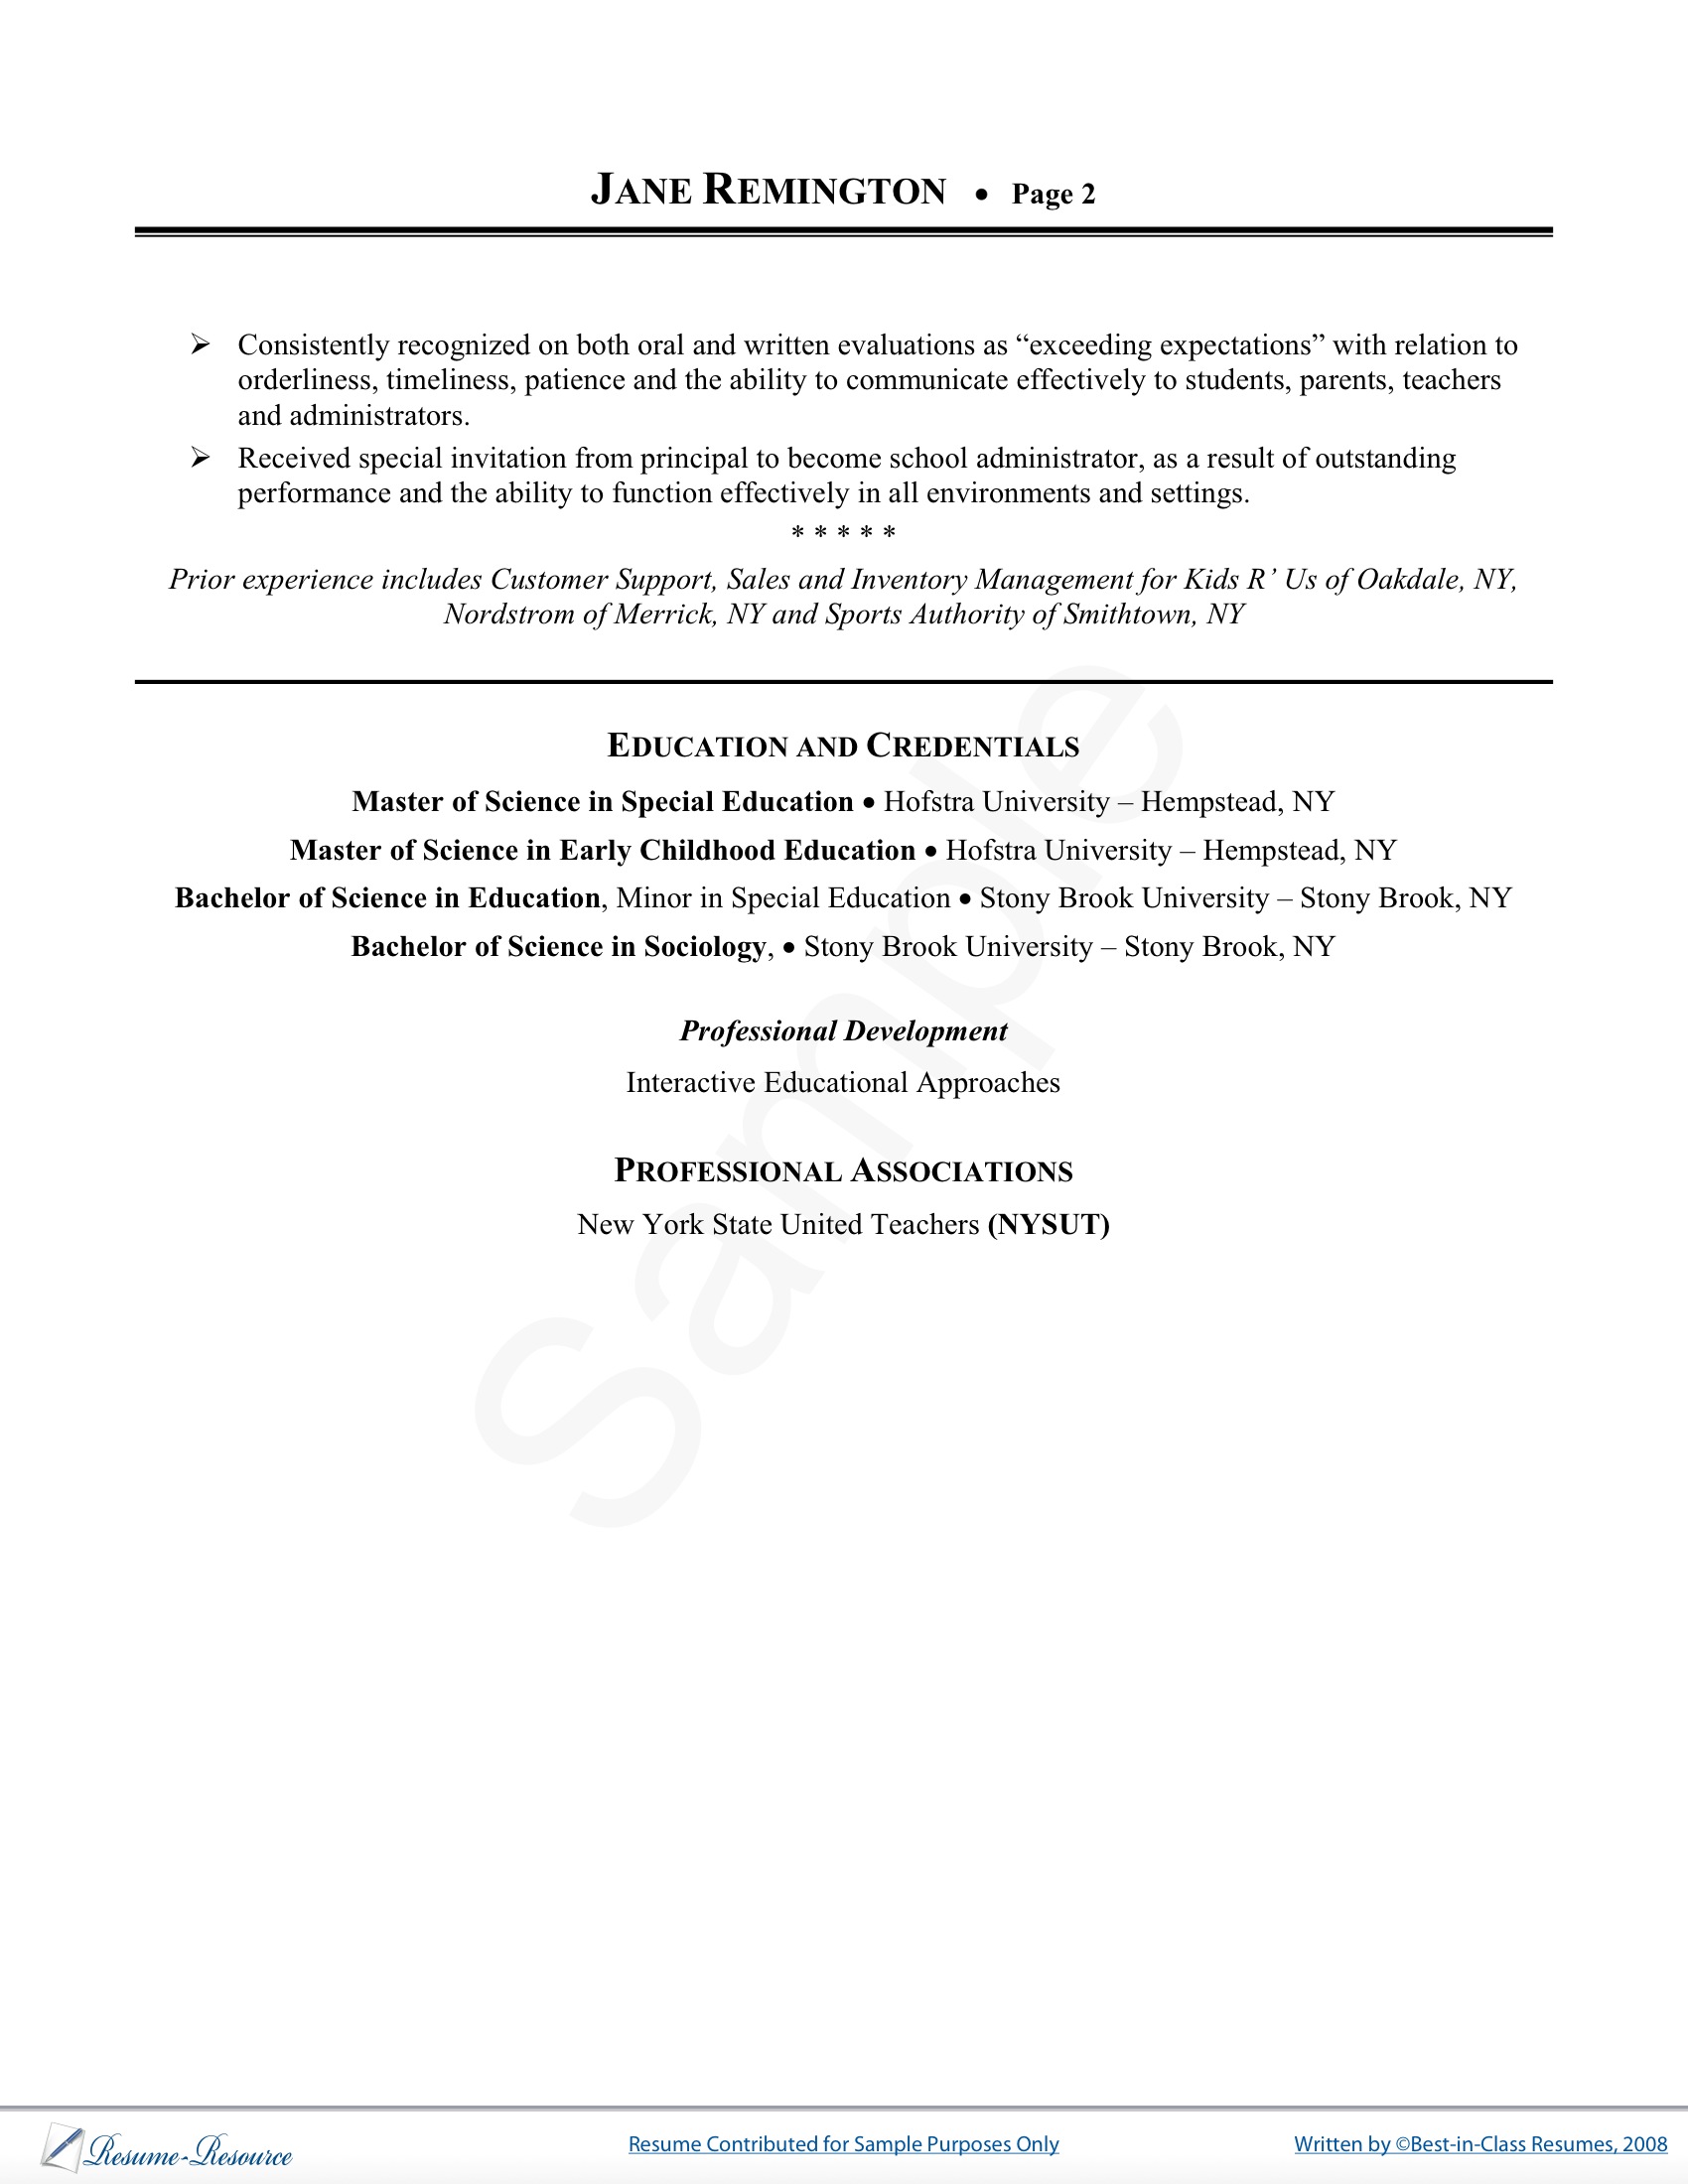 JANE REMINGTON • Page 2
➢ Consistently recognized on both oral and written evaluations as “exceeding expectations” with relation to
orderliness, timeliness, patience and the ability to communicate effectively to students, parents, teachers
and administrators.
➢ Received special invitation from principal to become school administrator, as a result of outstanding
performance and the ability to function effectively in all environments and settings.
* * * * *
Prior experience includes Customer Support, Sales and Inventory Management for Kids R’ Us of Oakdale, NY,
Nordstrom of Merrick, NY and Sports Authority of Smithtown, NY
EDUCATION AND CREDENTIALS
Master of Science in Special Education • Hofstra University – Hempstead, NY
Master of Science in Early Childhood Education • Hofstra University – Hempstead, NY
Bachelor of Science in Education, Minor in Special Education • Stony Brook University – Stony Brook, NY
Bachelor of Science in Sociology, • Stony Brook University – Stony Brook, NY
Professional Development
Interactive Educational Approaches
PROFESSIONAL ASSOCIATIONS
New York State United Teachers (NYSUT)
Sample
Resume-Resource
Resume Contributed for Sample Purposes Only
Written by ©Best-in-Class Resumes, 2008